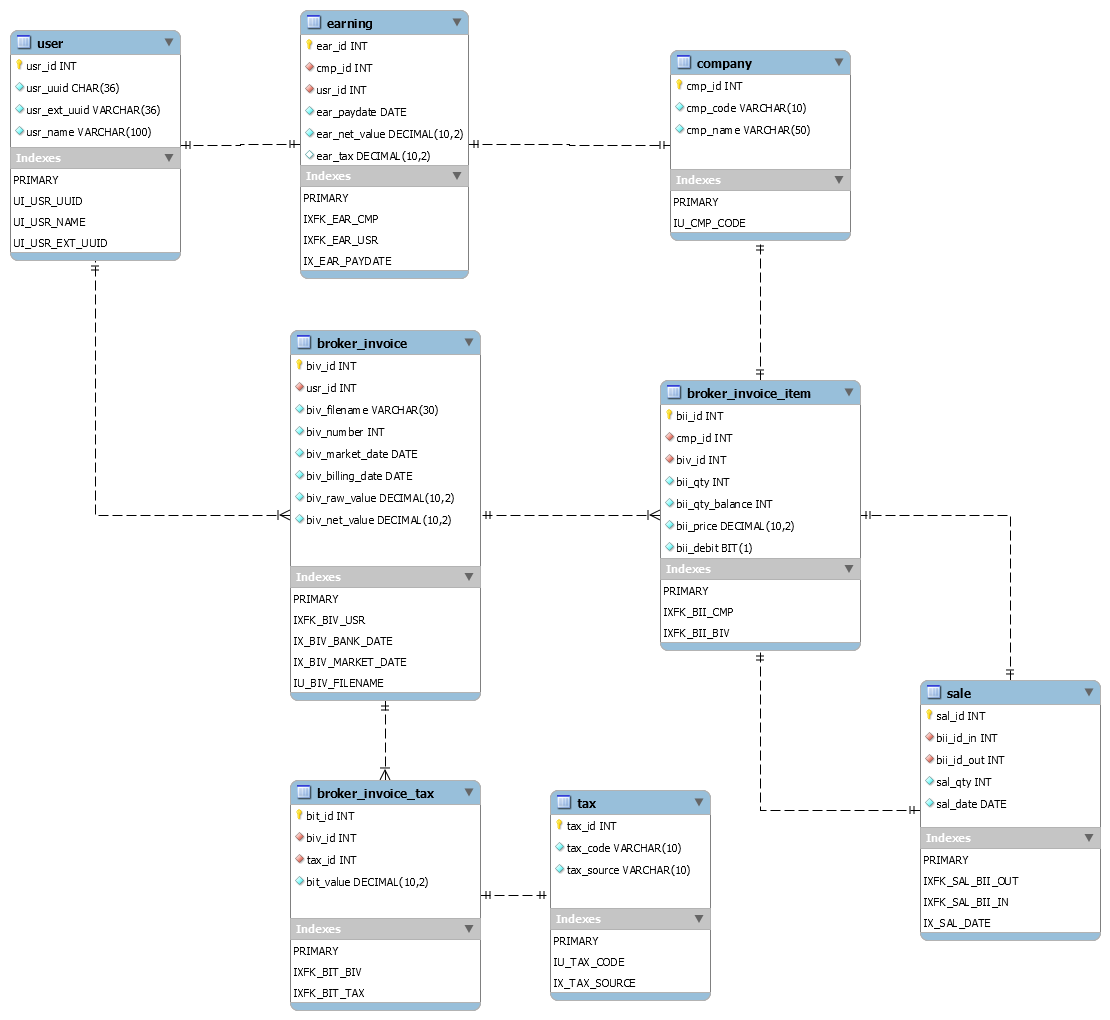 user
usr_id INT
usr_uuid CHAR(36)
usr_ext_uuid VARCHAR(36)
usr_name VARCHAR(100)
Indexes
PRIMARY
UI_USR_UUID
UI_USR_NAME
UI_USR_EXT_UUID
earning
ear_id INT
cmp_id INT
usr_id INT
ear_paydate DATE
ear_net_value DECIMAL(10,2)
ear_tax DECIMAL(10,2)
Indexes
PRIMARY
IXFK_EAR_CMP
IXFK_EAR_USR
IX_EAR_PAYDATE
company
cmp_id INT
cmp_code VARCHAR(10)
cmp_name VARCHAR(50)
Indexes
PRIMARY
IU_CMP_CODE
broker_invoice
biv_id INT
usr_id INT
biv_filename VARCHAR(30)
biv_number INT
biv_market_date DATE
biv_billing_date DATE
biv_raw_value DECIMAL(10,2)
biv_net_value DECIMAL(10,2)
Indexes
PRIMARY
IXFK_BIV_USR
IX_BIV_BANK_DATE
IX_BIV_MARKET_DATE
IU_BIV_FILENAME
broker_invoice_item
bii_id INT
cmp_id INT
biv_id INT
bii_qty INT
bii_qty_balance INT
bii_price DECIMAL(10,2)
bii_debit BIT(1)
Indexes
PRIMARY
IXFK_BII_CMP
IXFK_BII_BIV
sale
sal_id INT
bii_id_in INT
bii_id_out INT
sal_qty INT
sal_date DATE
Indexes
PRIMARY
IXFK_SAL_BII_OUT
IXFK_SAL_BII_IN
IX_SAL_DATE
broker_invoice_tax
bit_id INT
biv_id INT
tax_id INT
bit_value DECIMAL(10,2)
Indexes
PRIMARY
IXFK_BIT_BIV
IXFK_BIT_TAX
tax
tax_id INT
tax_code VARCHAR(10)
tax_source VARCHAR(10)
Indexes
PRIMARY
IU_TAX_CODE
IX_TAX_SOURCE